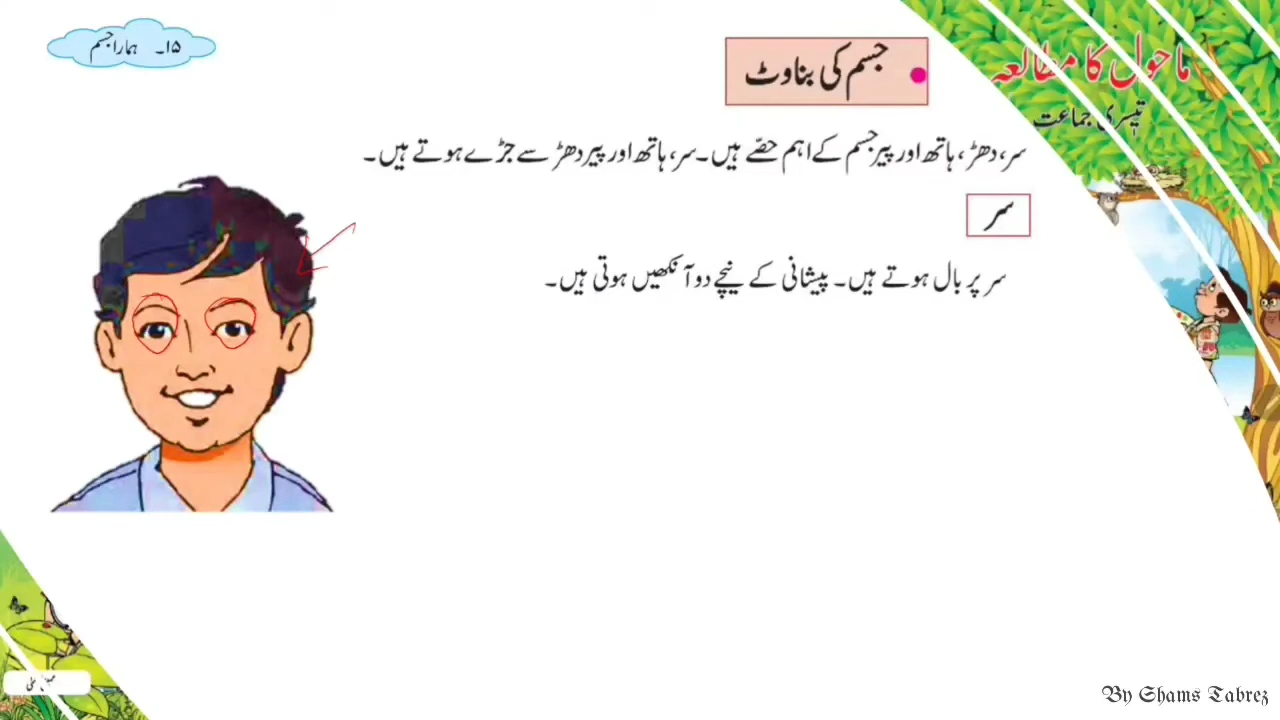 ۱۵۔ ہمارا جسم
ماحول کا مطالعہ
تیسری جماعت
جسم کی بناوٹ
سر، دھڑ، ہاتھ اور پیر جسم کے اہم حصّے ہیں۔ سر، ہاتھ اور پیر دھڑ سے جڑے ہوتے ہیں۔
سر
سر پر بال ہوتے ہیں۔ پیشانی کے نیچے دو آنکھیں ہوتی ہیں۔
By Shams Tabrez